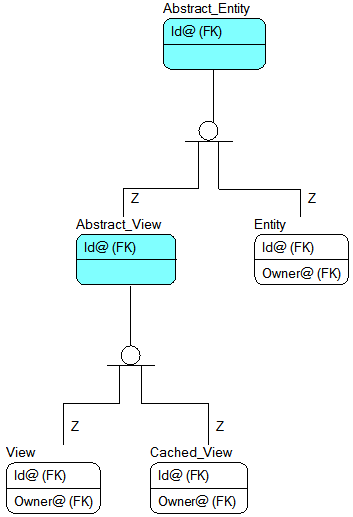 Abstract_Entity
Id@ (FK)
Z
Z
Abstract_View
Entity
Id@ (FK)
Id@ (FK)
Owner@ (FK)
Z
Z
View
Cached_View
Id@ (FK)
Id@ (FK)
Owner@ (FK)
Owner@ (FK)